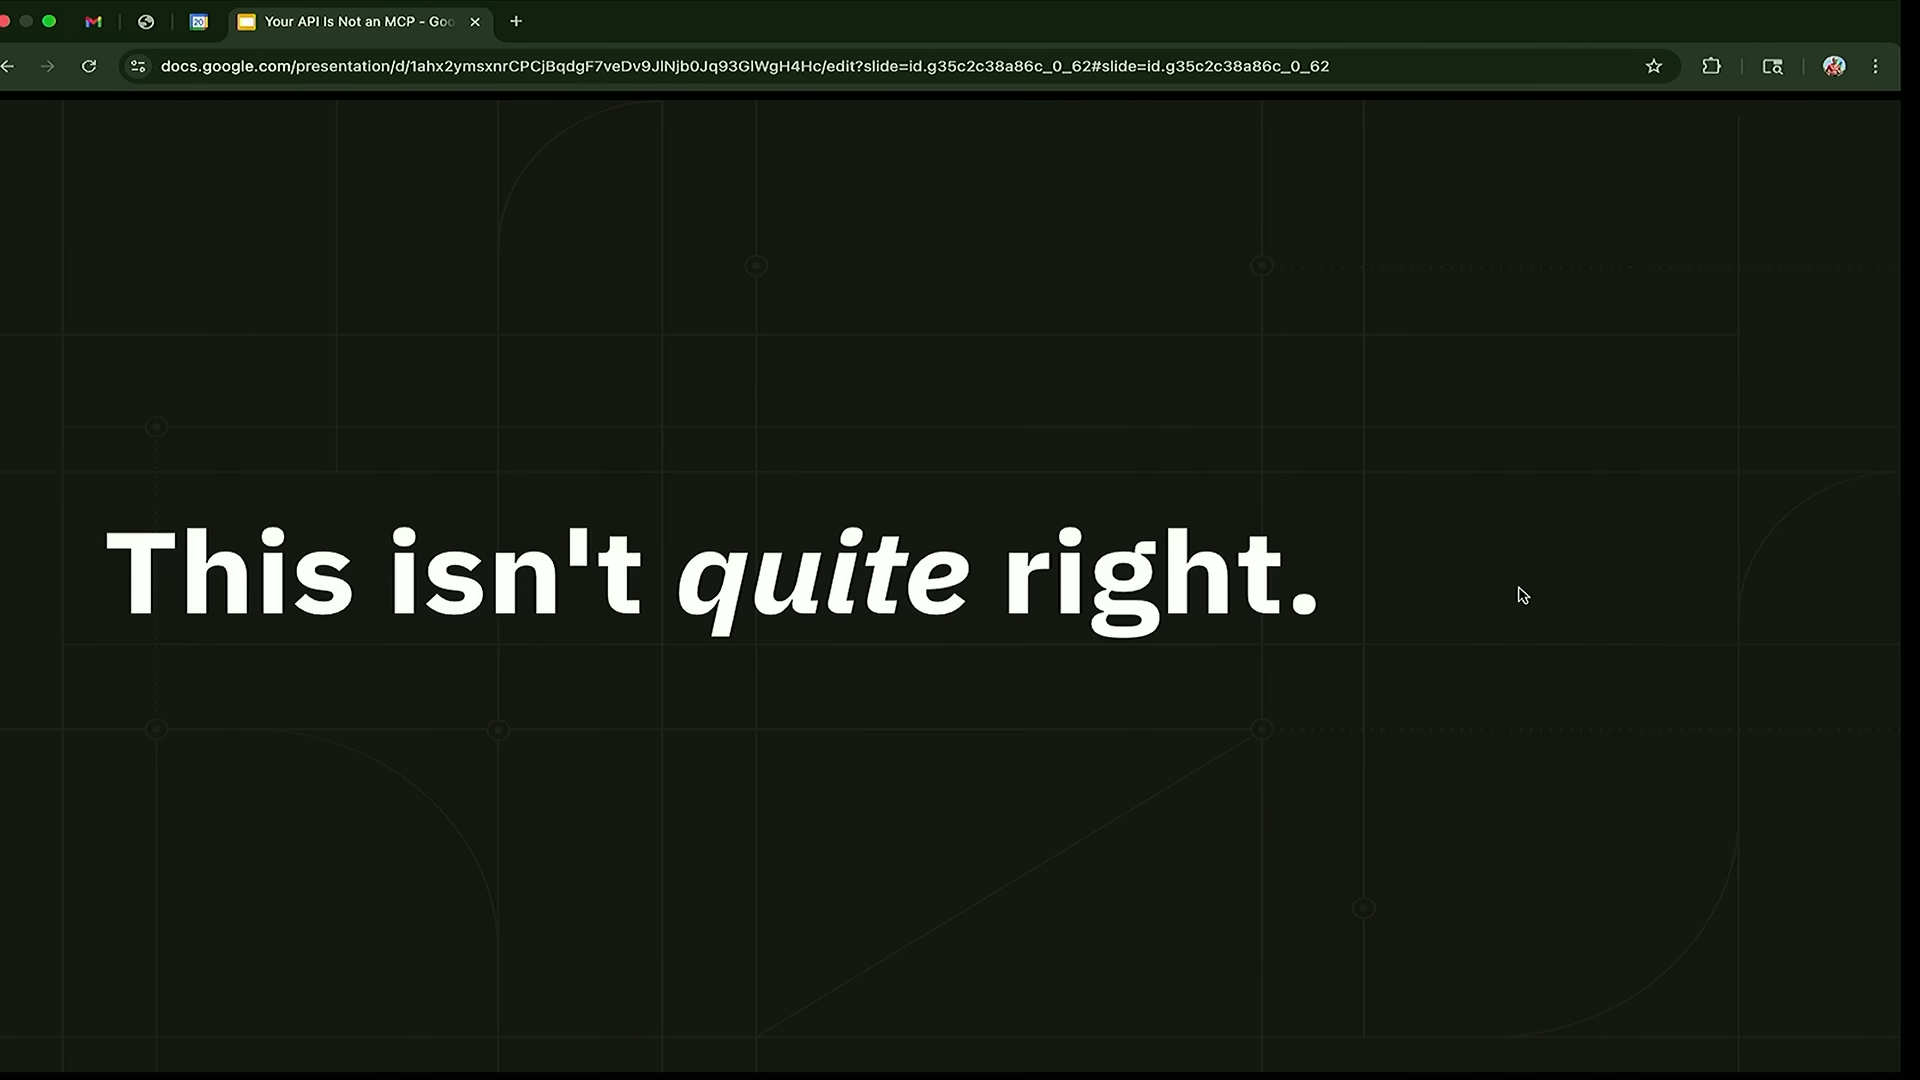 20
Your API Is Not an MCP - Goo
docs.google.com/presentation/d/1ahx2ymsxnrCPCjBqdgF7veDv9JlNjb0Jq93GlWgH4Hc/edit?slide=id.g35c2c38a86c_0_62#slide=id.g35c2c38a86c_0_62
This isn't quite right.